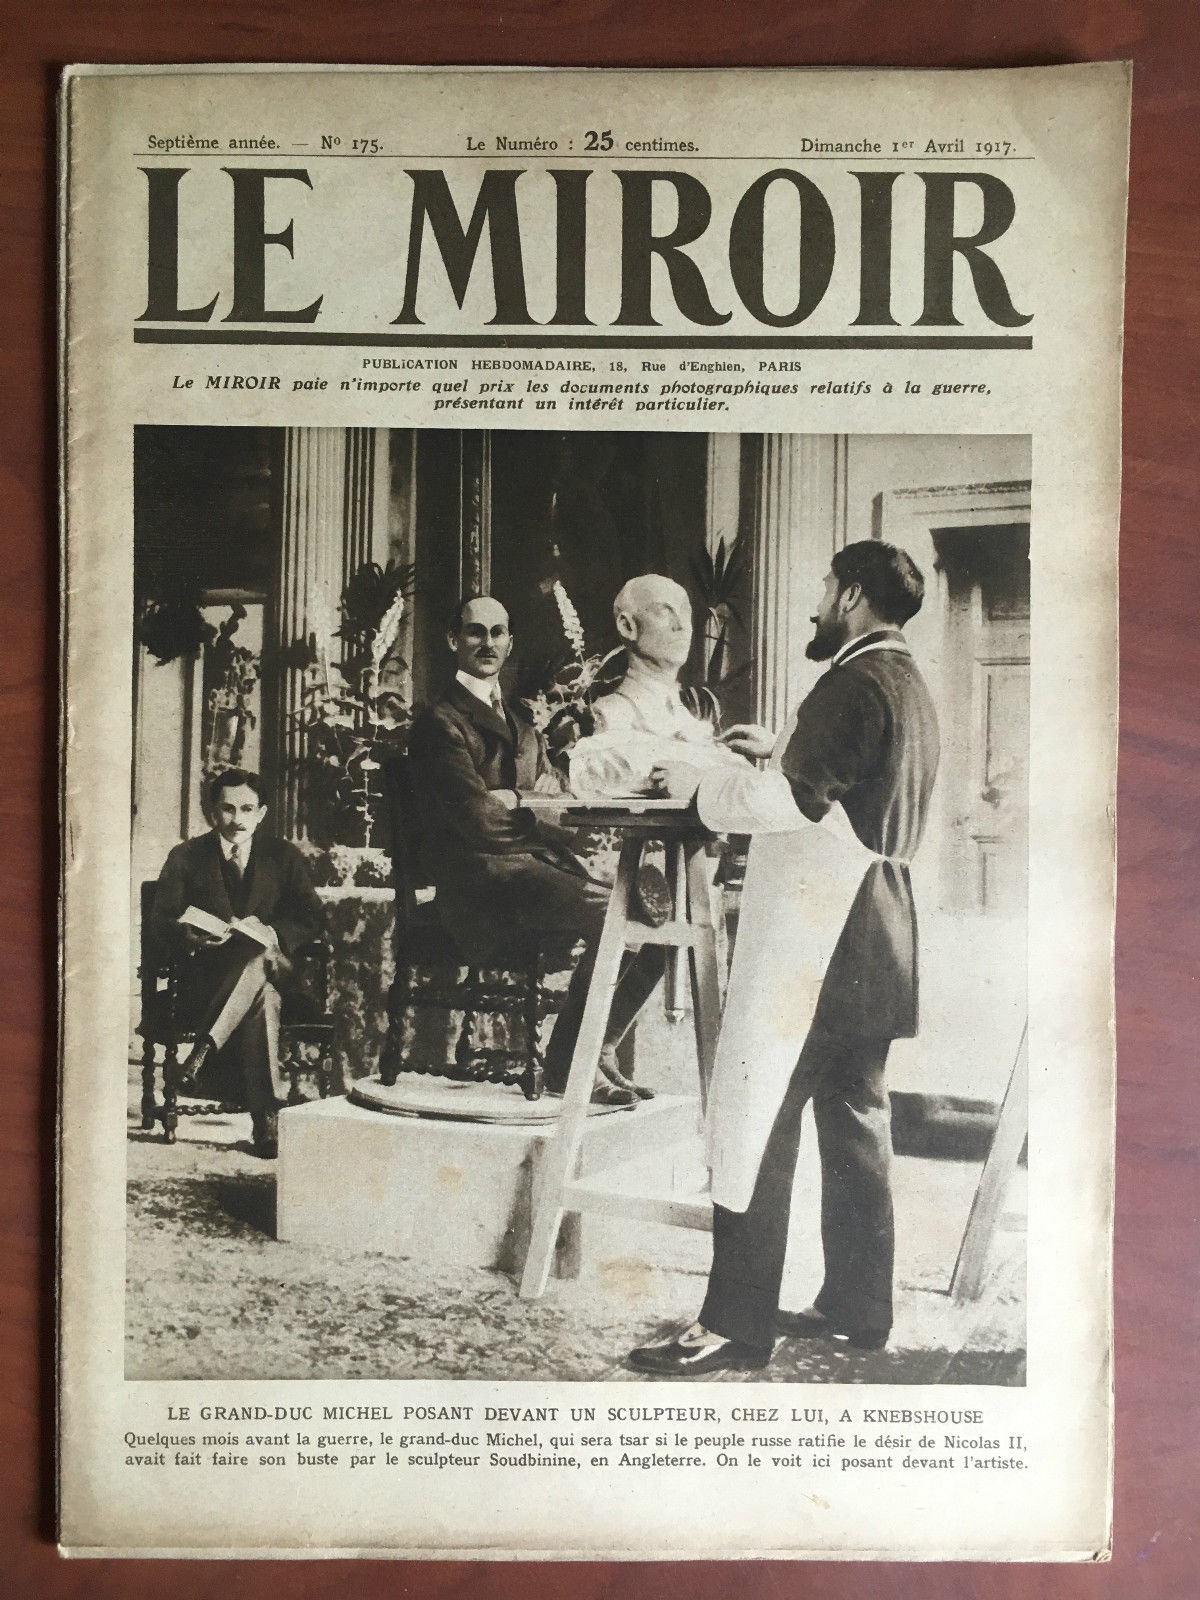 Septième année. — Nº 175. Le Numéro : 25 centimes. Dimanche 1er Avril 1917.
LE MIROIR
PUBLICATION HEBDOMADAIRE, 18, Rue d'Enghien, PARIS
Le MIROIR paie n'importe quel prix les documents photographiques relatifs à la guerre,
présentant un intérêt particulier.
LE GRAND-DUC MICHEL POSANT DEVANT UN SCULPTEUR, CHEZ LUI, A KNEBSHOUSE
Quelques mois avant la guerre, le grand-duc Michel, qui sera tsar si le peuple russe ratifie le désir de Nicolas II,
avait fait faire son buste par le sculpteur Soudbinine, en Angleterre. On le voit ici posant devant l'artiste.